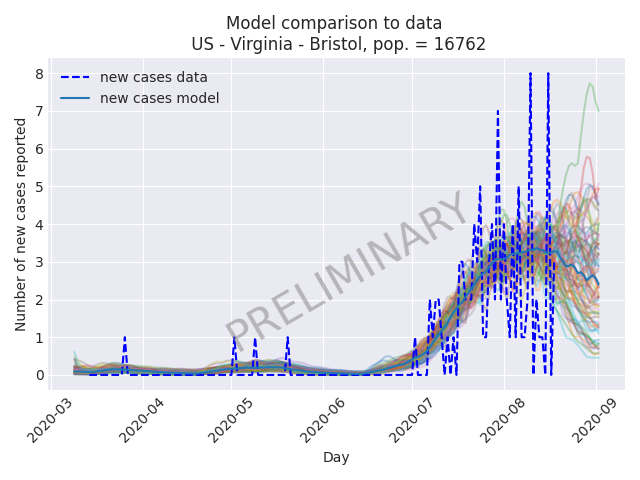 Model comparison to data
US - Virginia - Bristol, pop. = 16762
new cases data
new cases model
Number of new cases reported
8
7
6
5
4
3
2
1
0
PRELIMINARY
2020-03
2020-04
2020-05
2020-06
2020-07
2020-08
2020-09
Day